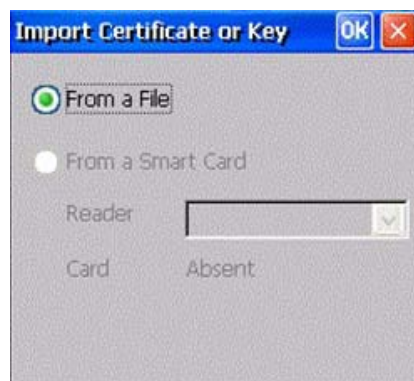 Import Certificate or Key OK
From a File
From a Smart Card
Reader
Card Absent